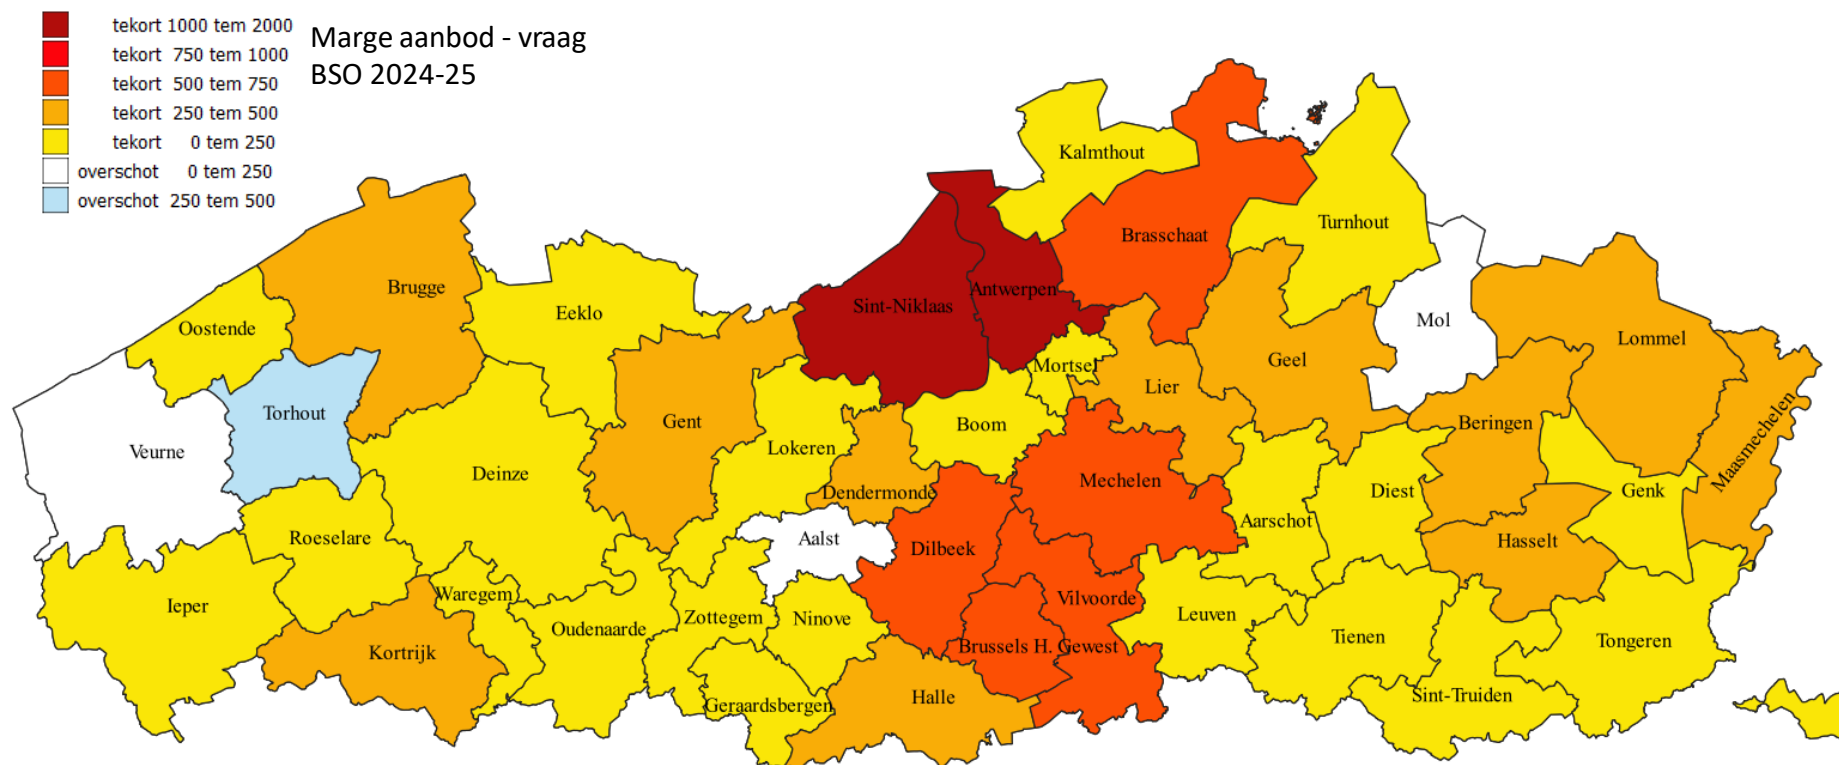 tekort 1000 tem 2000
tekort 750 tem 1000
tekort 500 tem 750
tekort 250 tem 500
tekort 0 tem 250
overschot 0 tem 250
overschot 250 tem 500
Marge aanbod - vraag
BSO 2024-25
Kalmthout
Turnhout
Brasschaat
Brugge
Antwerpen
Sint-Niklaas
Eeklo
Mol
Oostende
Lommel
Geel
Mortsel
Lier
Torhout
Gent
Boom
Beringen
Maasmechelen
Veurne
Lokeren
Deinze
Mechelen
Dendermonde
Diest
Genk
Aarschot
Roeselare
Aalst
Dilbeek
Hasselt
Waregem
Vilvoorde
Ieper
Zottegem
Ninove
Leuven
Oudenaarde
Tienen
Tongeren
Kortrijk
Brussels H. Gewest
Halle
Sint-Truiden
Geraardsbergen